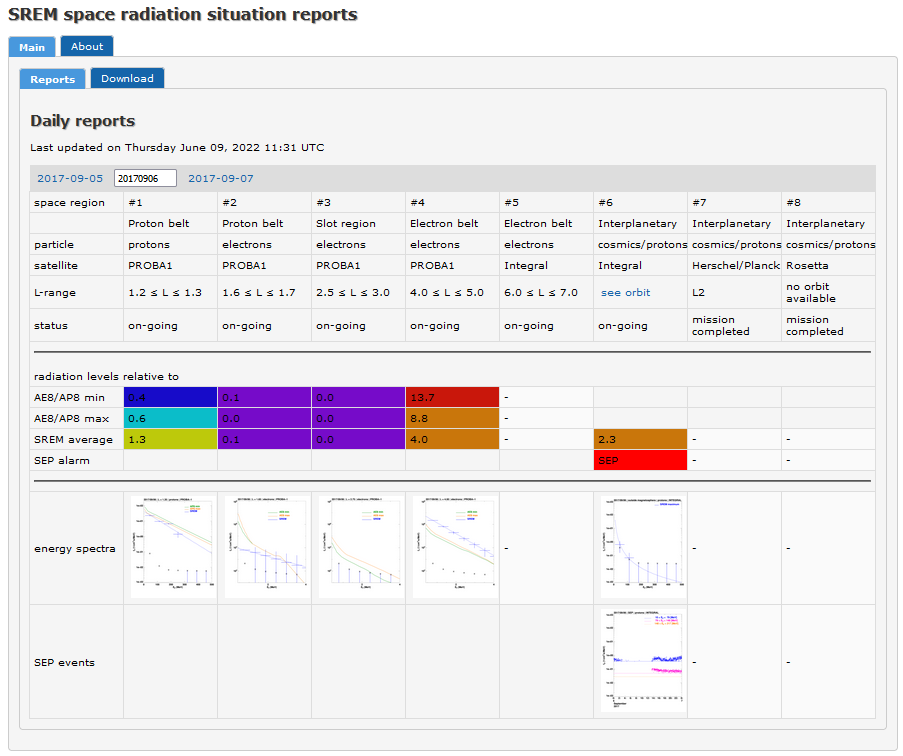 SREM space radiation situation reports
Main About
Reports Download
Daily reports
Last updated on Thursday June 09, 2022 11:31 UTC
2017-09-05 20170906 2017-09-07
space region #1 #2 #3 #4 #5 #6 #7 #8
Proton belt Proton belt Slot region Electron belt Electron belt Interplanetary Interplanetary Interplanetary
particle protons electrons electrons electrons electrons cosmics/protons cosmics/protons cosmics/protons
satellite PROBA1 PROBA1 PROBA1 PROBA1 Integral Integral Herschel/Planck Rosetta
L-range 1.2 ≤ L ≤ 1.3 1.6 ≤ L ≤ 1.7 2.5 ≤ L ≤ 3.0 4.0 ≤ L ≤ 5.0 6.0 ≤ L ≤ 7.0 see orbit L2 no orbit available
status on-going on-going on-going on-going on-going on-going mission completed mission completed
radiation levels relative to
AE8/AP8 min 0.4 0.1 0.0 13.7 -
AE8/AP8 max 0.6 0.0 0.0 8.8 -
SREM average 1.3 0.1 0.0 4.0 - 2.3 - -
SEP alarm SEP - -
energy spectra - - -
SEP events - -